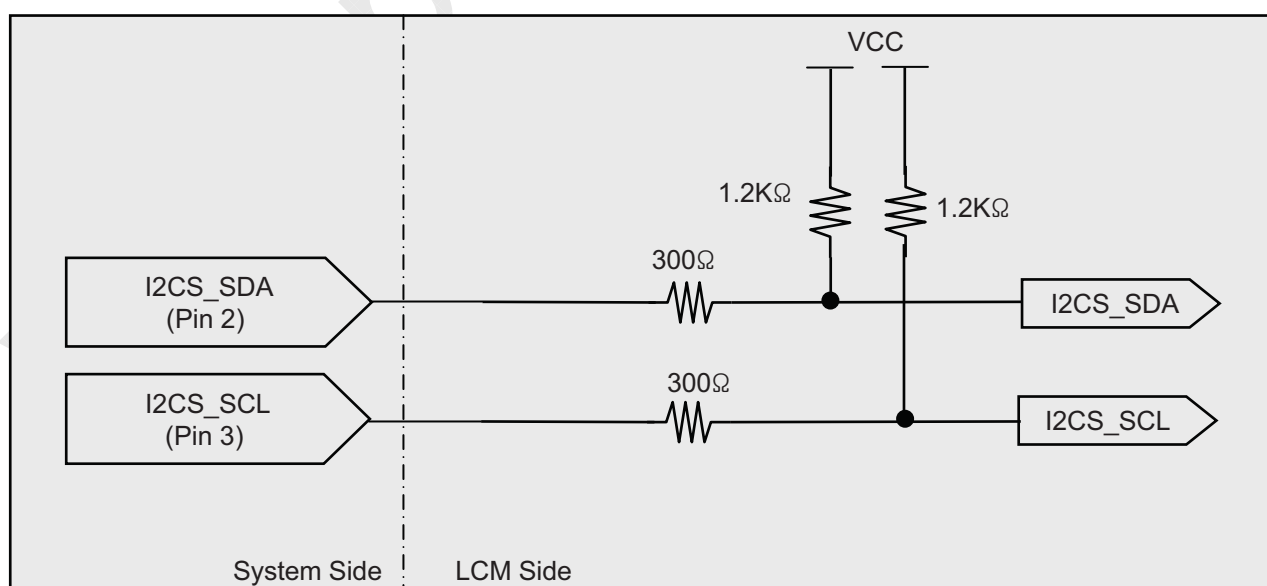 VCC
1.2KΩ
1.2KΩ
300Ω
I2CS_SDA
(Pin 2)
I2CS_SDA
300Ω
I2CS_SCL
(Pin 3)
I2CS_SCL
System Side
LCM Side